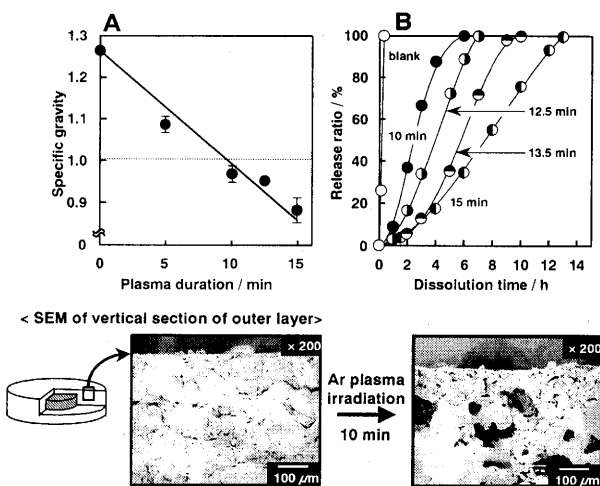 A
B
1.3
1.2
1.1
1.0
0.9
0
Specific gravity
0
5
10
15
Plasma duration / min
100
80
60
40
20
0
Release ratio / %
blank
10 min
12.5 min
13.5 min
15 min
0
2
4
6
8
10
12
14
Dissolution time / h
< SEM of vertical section of outer layer>
× 200
100 µm
Ar plasma
irradiation
10 min
× 200
100 µm